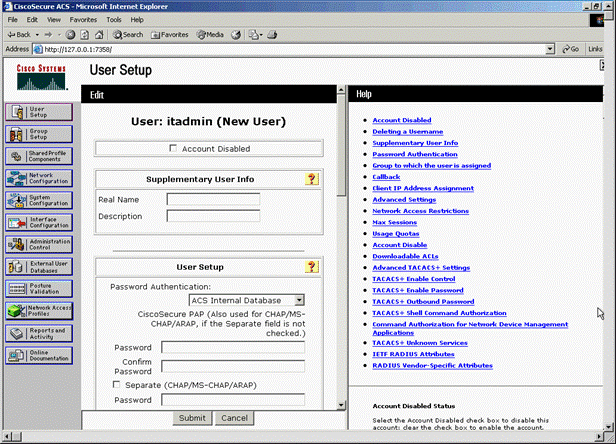 CiscoSecure ACS - Microsoft Internet Explorer
File Edit View Favorites Tools Help
Back Search Favorites Media
Address http://127.0.0.1:7358/ Go Links
CISCO SYSTEMS
User Setup
User Setup
Group Setup
Shared Profile Components
Network Configuration
System Configuration
Interface Configuration
Administration Control
External User Databases
Posture Validation
Network Access Profiles
Reports and Activity
Online Documentation
Edit
User: itadmin (New User)
Account Disabled
Supplementary User Info
Real Name
Description
User Setup
Password Authentication:
ACS Internal Database
CiscoSecure PAP (Also used for CHAP/MS-
CHAP/ARAP, if the Separate field is not
checked.)
Password
Confirm
Password
Separate (CHAP/MS-CHAP/ARAP)
Password
Submit Cancel
Help
Account Disabled
Deleting a Username
Supplementary User Info
Password Authentication
Group to which the user is assigned
Callback
Client IP Address Assignment
Advanced Settings
Network Access Restrictions
Max Sessions
Usage Quotas
Account Disable
Downloadable ACLs
Advanced TACACS+ Settings
TACACS+ Enable Control
TACACS+ Enable Password
TACACS+ Outbound Password
TACACS+ Shell Command Authorization
Command Authorization for Network Device Management
Applications
TACACS+ Unknown Services
IETF RADIUS Attributes
RADIUS Vendor-Specific Attributes
Account Disabled Status
Select the Account Disabled check box to disable this
account; clear the check box to enable the account.